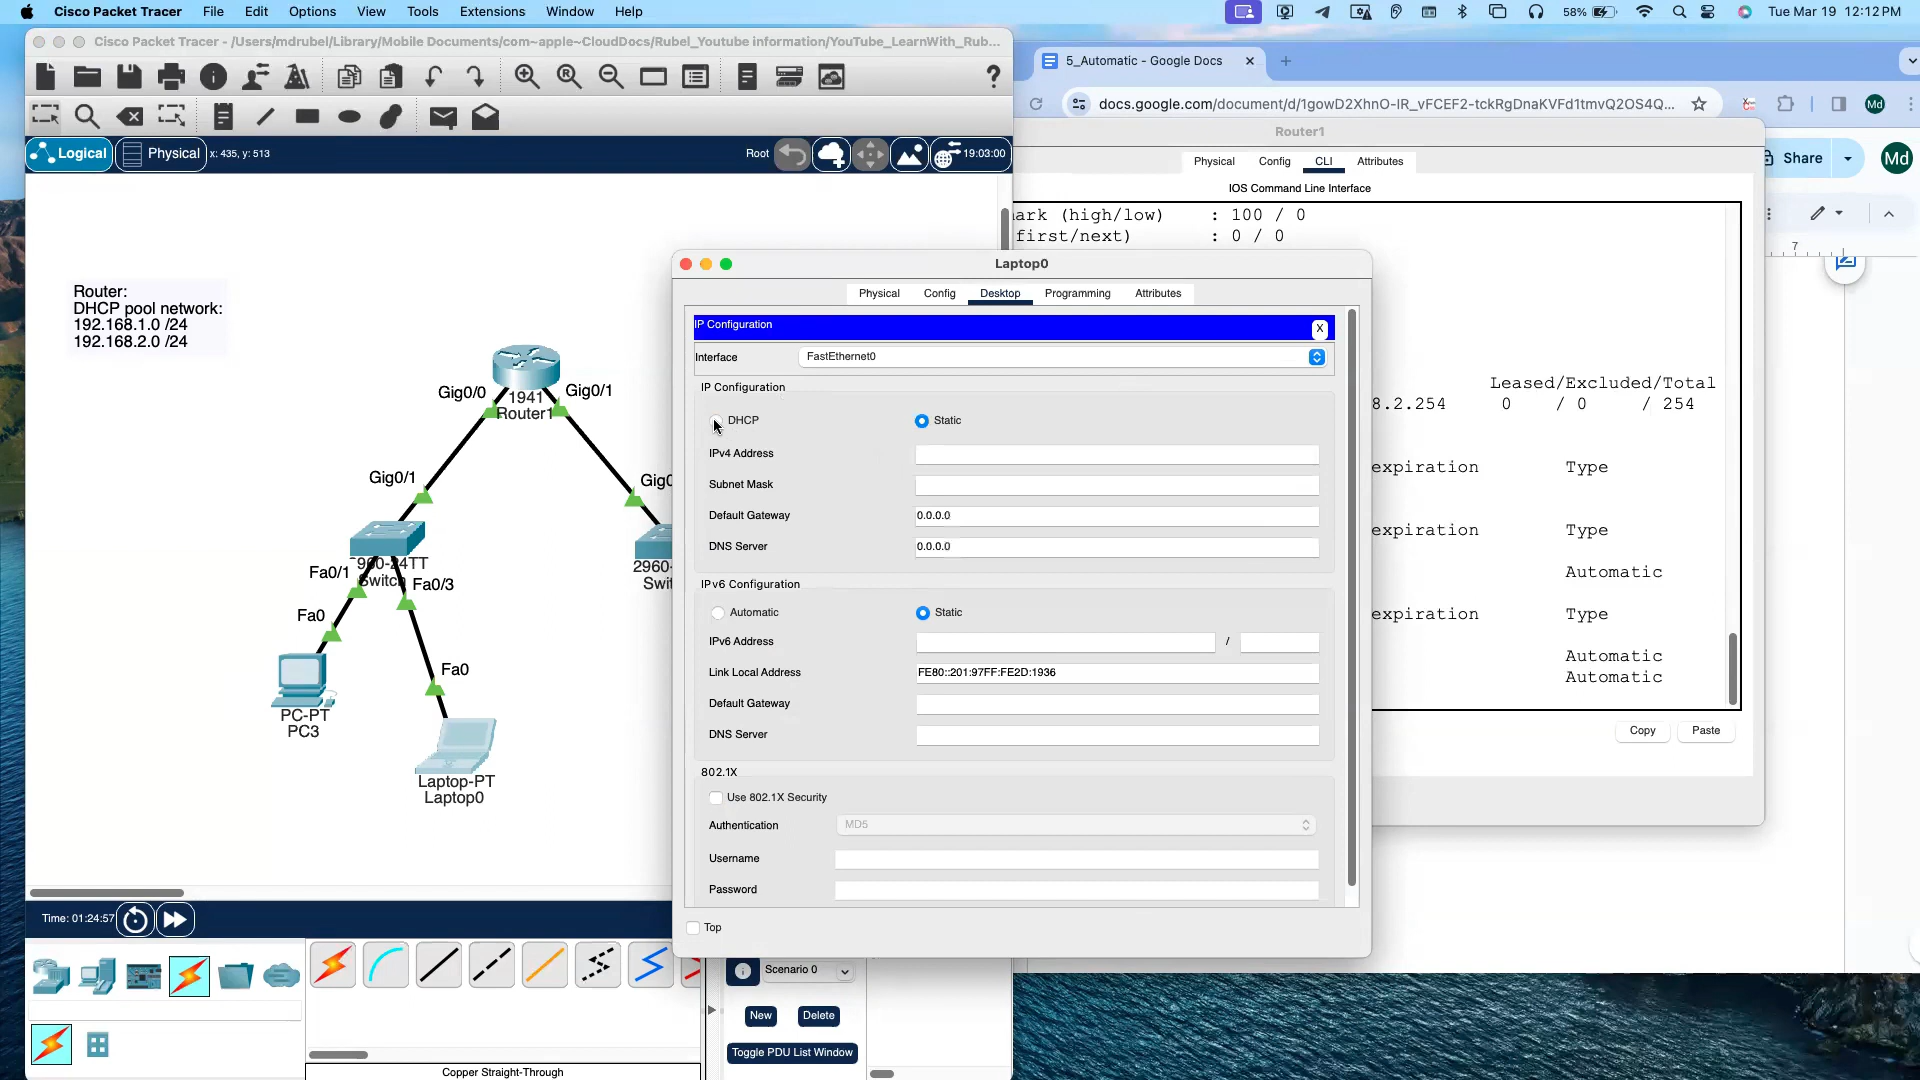 Cisco Packet Tracer File Edit Options View Tools Extensions Window Help
58%
Tue Mar 19 12:12 PM
Cisco Packet Tracer - /Users/mdrubel/Library/Mobile Documents/com~apple~CloudDocs/Rubel_Youtube information/YouTube_LearnWith_Rub...
5_Automatic - Google Docs
docs.google.com/document/d/1gowD2XhnO-IR_vFCEF2-tckRgDnaKVFd1tmvQ2OS4Q...
Md
Share
Md
7
Logical
Physical
x: 435, y: 513
Root
19:03:00
Router:
DHCP pool network:
192.168.1.0 /24
192.168.2.0 /24
Gig0/0
Gig0/1
1941
Router1
Gig0/1
Gig0
2960-24TT
Switch
2960-
Swit
Fa0/1
Fa0/3
Fa0
Fa0
PC-PT
PC3
Laptop-PT
Laptop0
Router1
Physical Config CLI Attributes
IOS Command Line Interface
ark (high/low) : 100 / 0
first/next) : 0 / 0
Leased/Excluded/Total
8.2.254 0 / 0 / 254
expiration Type
expiration Type
Automatic
expiration Type
Automatic
Automatic
Copy
Paste
Laptop0
Physical Config Desktop Programming Attributes
IP Configuration
X
Interface FastEthernet0
IP Configuration
DHCP Static
IPv4 Address
Subnet Mask
Default Gateway 0.0.0.0
DNS Server 0.0.0.0
IPv6 Configuration
Automatic Static
IPv6 Address /
Link Local Address FE80::201:97FF:FE2D:1936
Default Gateway
DNS Server
802.1X
Use 802.1X Security
Authentication MD5
Username
Password
Top
Time: 01:24:57
Scenario 0
New
Delete
Toggle PDU List Window
Copper Straight-Through